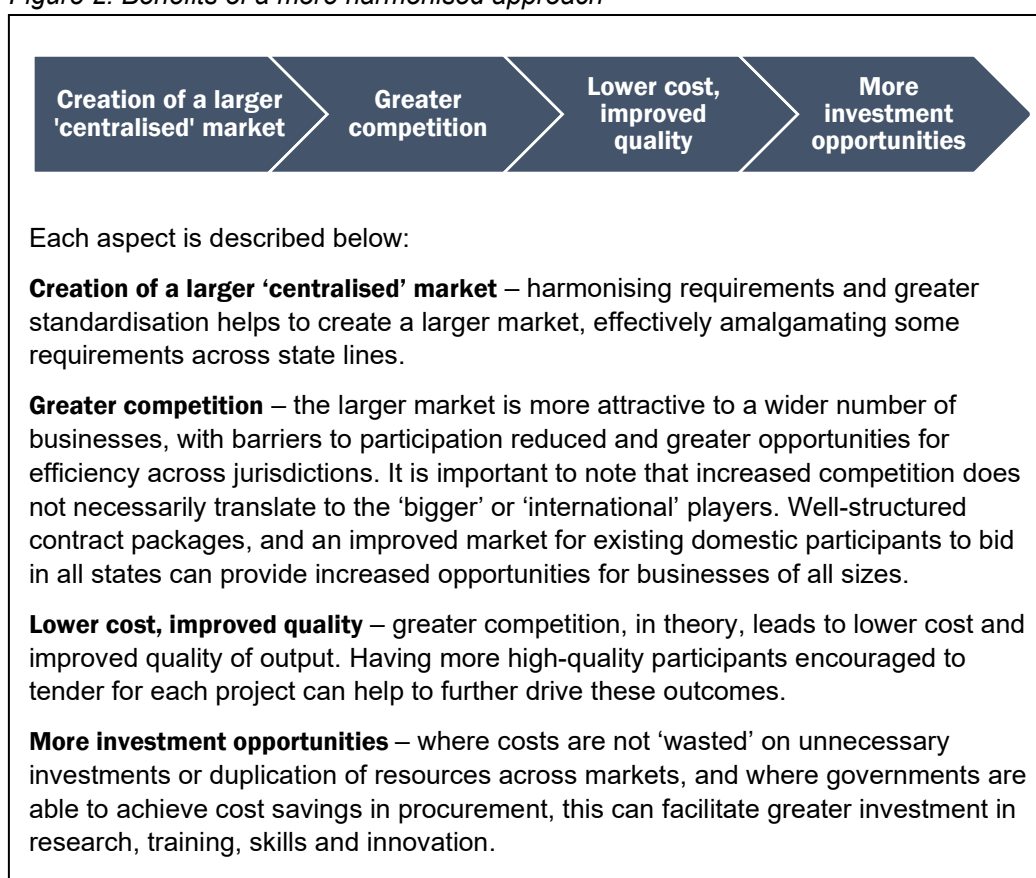 Figure 2: Benefits of a more harmonised approach
Creation of a larger
'centralised' market
Greater
competition
Lower cost,
improved
quality
More
investment
opportunities
Each aspect is described below:
Creation of a larger ‘centralised’ market – harmonising requirements and greater
standardisation helps to create a larger market, effectively amalgamating some
requirements across state lines.
Greater competition – the larger market is more attractive to a wider number of
businesses, with barriers to participation reduced and greater opportunities for
efficiency across jurisdictions. It is important to note that increased competition does
not necessarily translate to the ‘bigger’ or ‘international’ players. Well-structured
contract packages, and an improved market for existing domestic participants to bid
in all states can provide increased opportunities for businesses of all sizes.
Lower cost, improved quality – greater competition, in theory, leads to lower cost and
improved quality of output. Having more high-quality participants encouraged to
tender for each project can help to further drive these outcomes.
More investment opportunities – where costs are not ‘wasted’ on unnecessary
investments or duplication of resources across markets, and where governments are
able to achieve cost savings in procurement, this can facilitate greater investment in
research, training, skills and innovation.